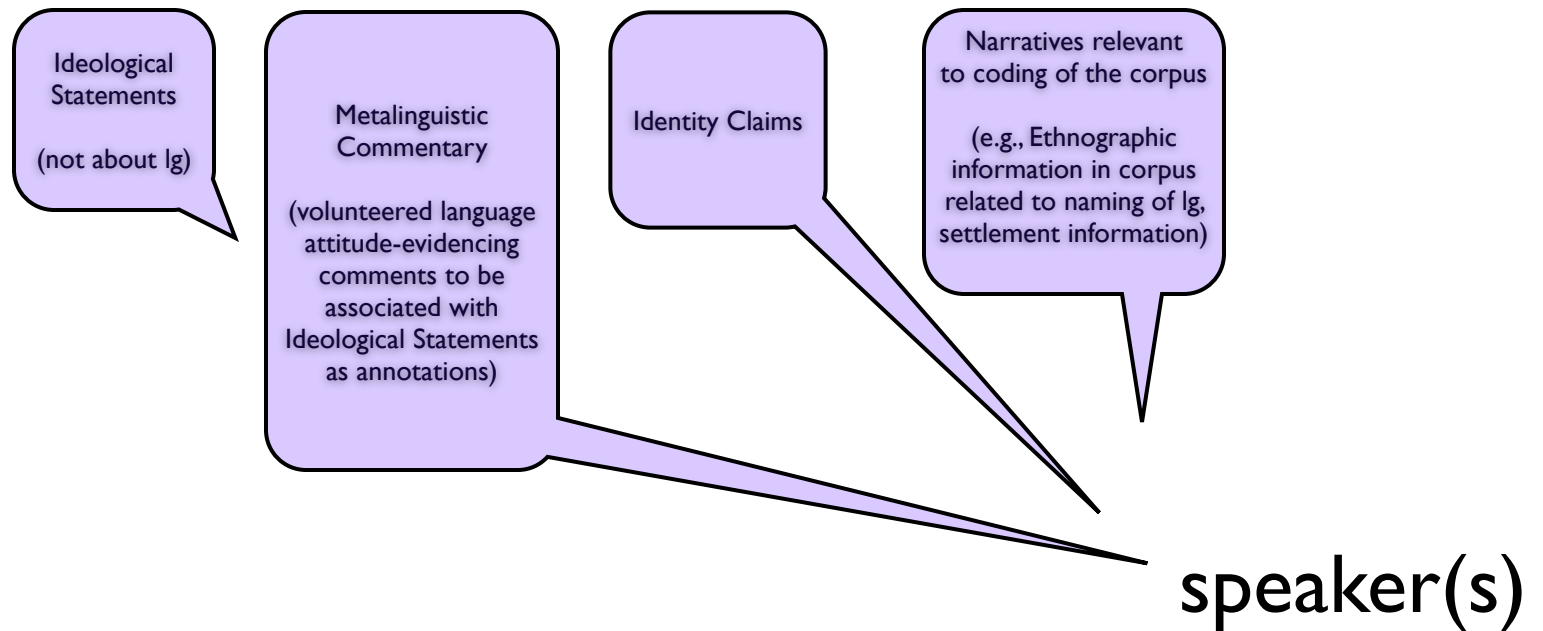 Ideological
Statements
(not about lg)
Metalinguistic
Commentary
(volunteered language
attitude-evidencing
comments to be
associated with
Ideological Statements
as annotations)
Identity Claims
Narratives relevant
to coding of the corpus
(e.g., Ethnographic
information in corpus
related to naming of lg,
settlement information)
speaker(s)